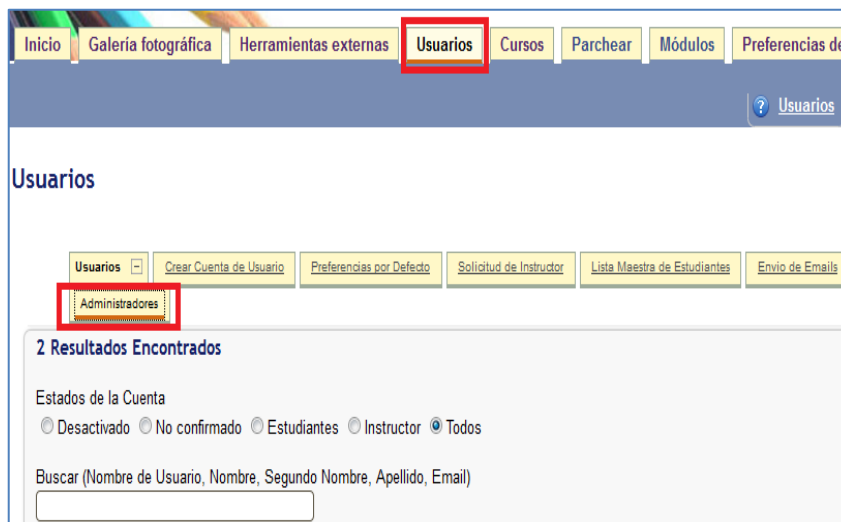 Inicio Galería fotográfica Herramientas externas Usuarios Cursos Parchear Módulos Preferencias de
? Usuarios
Usuarios
Usuarios Crear Cuenta de Usuario Preferencias por Defecto Solicitud de Instructor Lista Maestra de Estudiantes Envio de Emails
Administradores
2 Resultados Encontrados
Estados de la Cuenta
Desactivado No confirmado Estudiantes Instructor Todos
Buscar (Nombre de Usuario, Nombre, Segundo Nombre, Apellido, Email)